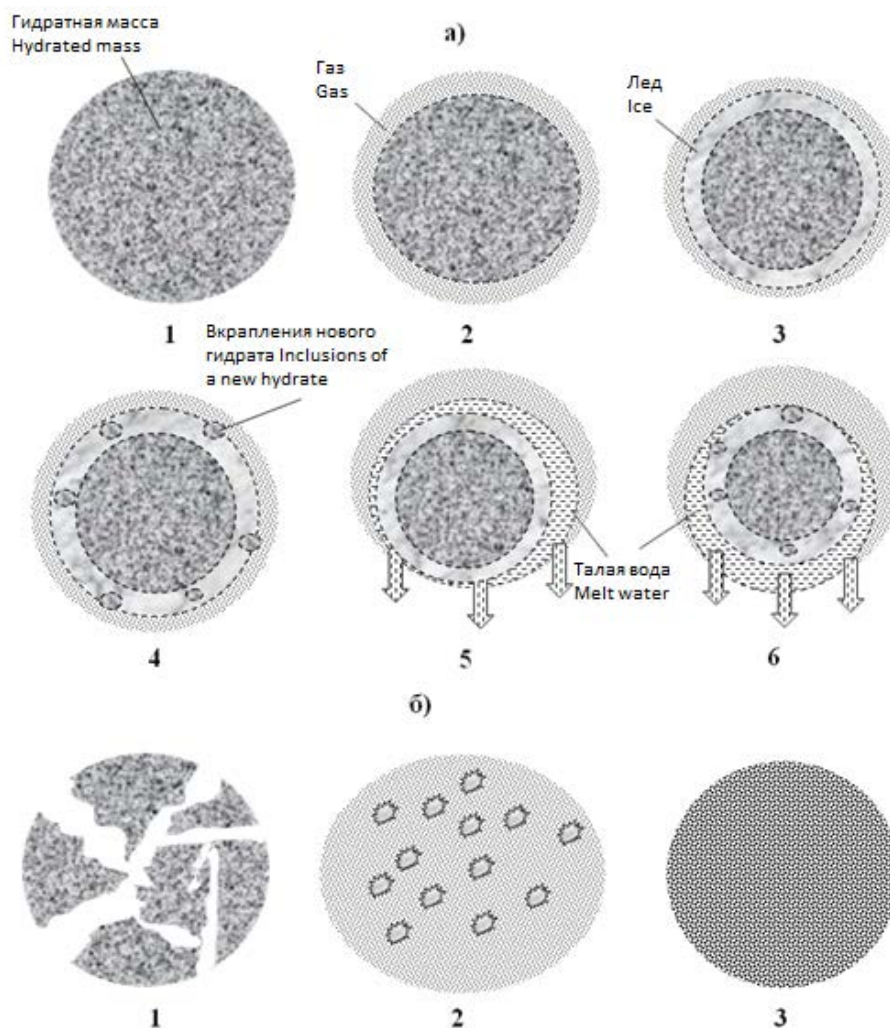 Гидратная масса
Hydrated mass
а)
Газ
Gas
Лед
Ice
1
2
3
Вкрапления нового
гидрата Inclusions of
a new hydrate
Талая вода
Melt water
4
5
6
б)
1
2
3